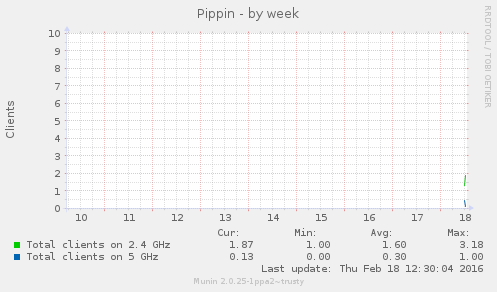 Pippin - by week
RRDTOOL / TOBI OETIKER
Clients
10
9
8
7
6
5
4
3
2
1
0
10 11 12 13 14 15 16 17 18
Cur: Min: Avg: Max:
Total clients on 2.4 GHz 1.87 1.00 1.60 3.18
Total clients on 5 GHz 0.13 0.00 0.30 1.00
Last update: Thu Feb 18 12:30:04 2016
Munin 2.0.25-1ppa2~trusty